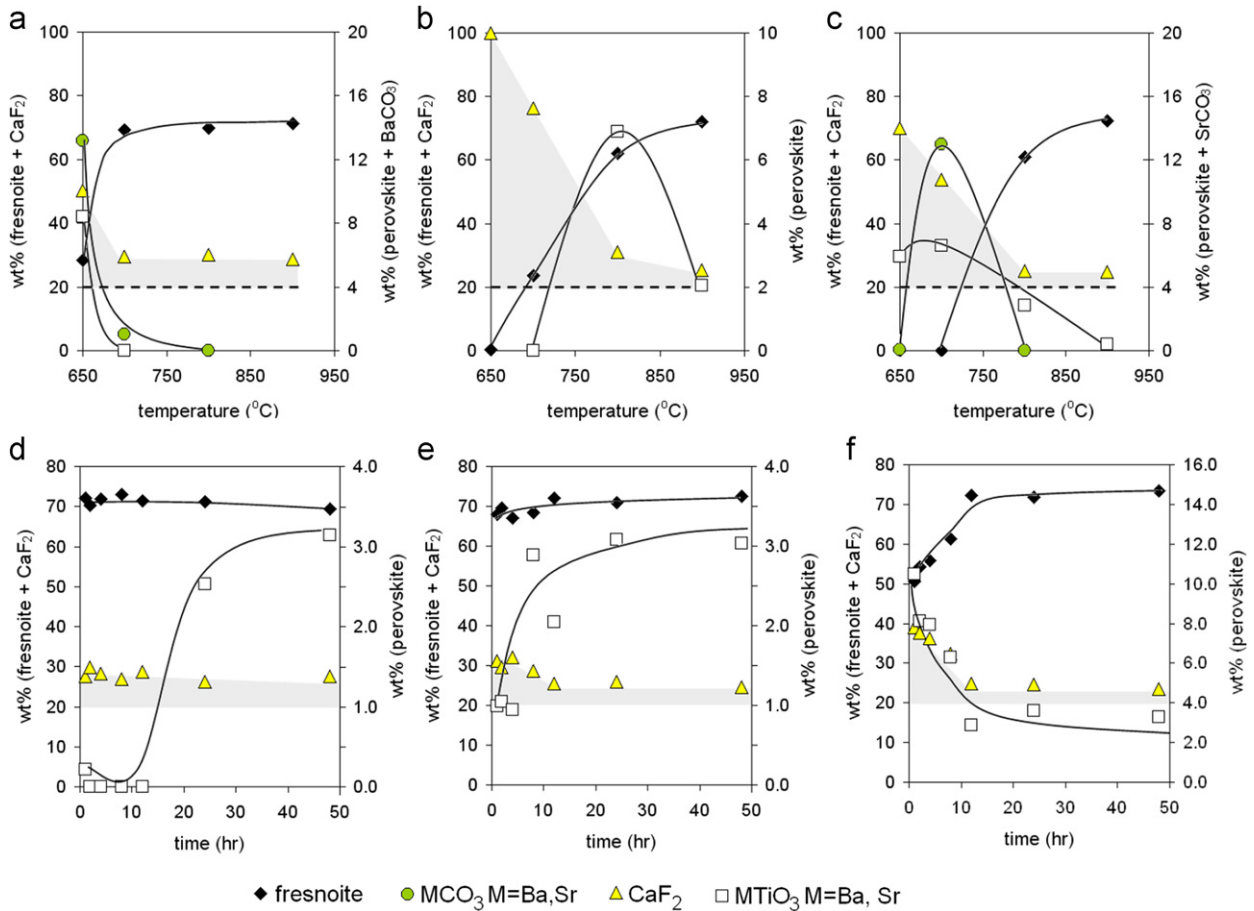 a
b
c
100
80
60
40
20
0
wt% (fresnoite + CaF₂)
20
16
12
8
4
0
wt% (perovskite + BaCO₃)
650 750 850 950
temperature (°C)
100
80
60
40
20
0
wt% (fresnoite + CaF₂)
10
8
6
4
2
0
wt% (perovskite)
650 750 850 950
temperature (°C)
100
80
60
40
20
0
wt% (fresnoite + CaF₂)
20
16
12
8
4
0
wt% (perovskite + SrCO₃)
650 750 850 950
temperature (°C)
d
e
f
80
70
60
50
40
30
20
10
0
wt% (fresnoite + CaF₂)
4.0
3.0
2.0
1.0
0.0
wt% (perovskite)
0 10 20 30 40 50
time (hr)
80
70
60
50
40
30
20
10
0
wt% (fresnoite + CaF₂)
4.0
3.0
2.0
1.0
0.0
wt% (perovskite)
0 10 20 30 40 50
time (hr)
80
70
60
50
40
30
20
10
0
wt% (fresnoite + CaF₂)
16.0
14.0
12.0
10.0
8.0
6.0
4.0
2.0
0.0
wt% (perovskite)
0 10 20 30 40 50
time (hr)
fresnoite MCO₃ M=Ba,Sr CaF₂ MTiO₃ M=Ba, Sr